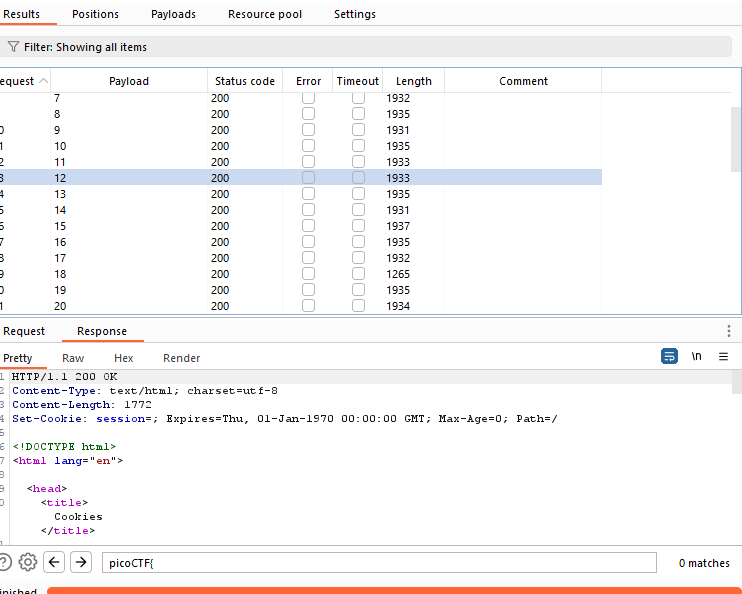 Results Positions Payloads Resource pool Settings
Filter: Showing all items
equest Payload Status code Error Timeout Length Comment
7 200 1932
8 200 1935
0 9 200 1931
1 10 200 1935
2 11 200 1933
3 12 200 1933
4 13 200 1935
5 14 200 1931
6 15 200 1937
7 16 200 1935
8 17 200 1932
9 18 200 1265
0 19 200 1935
1 20 200 1934
Request Response
Pretty Raw Hex Render \n
1 HTTP/1.1 200 OK
2 Content-Type: text/html; charset=utf-8
3 Content-Length: 1772
4 Set-Cookie: session=; Expires=Thu, 01-Jan-1970 00:00:00 GMT; Max-Age=0; Path=/
5
6 <!DOCTYPE html>
7 <html lang="en">
8
9 <head>
0 <title>
Cookies
</title>
? picoCTF{ 0 matches
inished